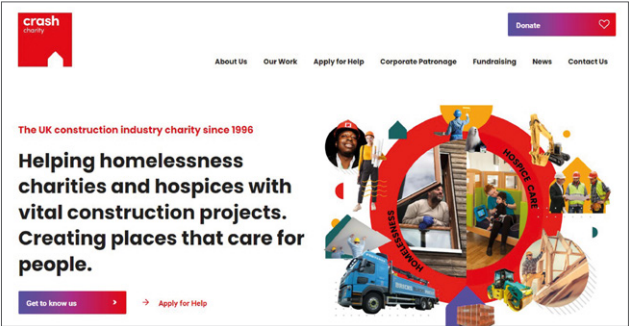 crash
charity
Donate
About Us
Our Work
Apply for Help
Corporate Patronage
Fundraising
News
Contact Us
The UK construction industry charity since 1996
Helping homelessness
charities and hospices with
vital construction projects.
Creating places that care for
people.
Get to know us
Apply for Help
HOMELESSNESS
HOSPICE CARE